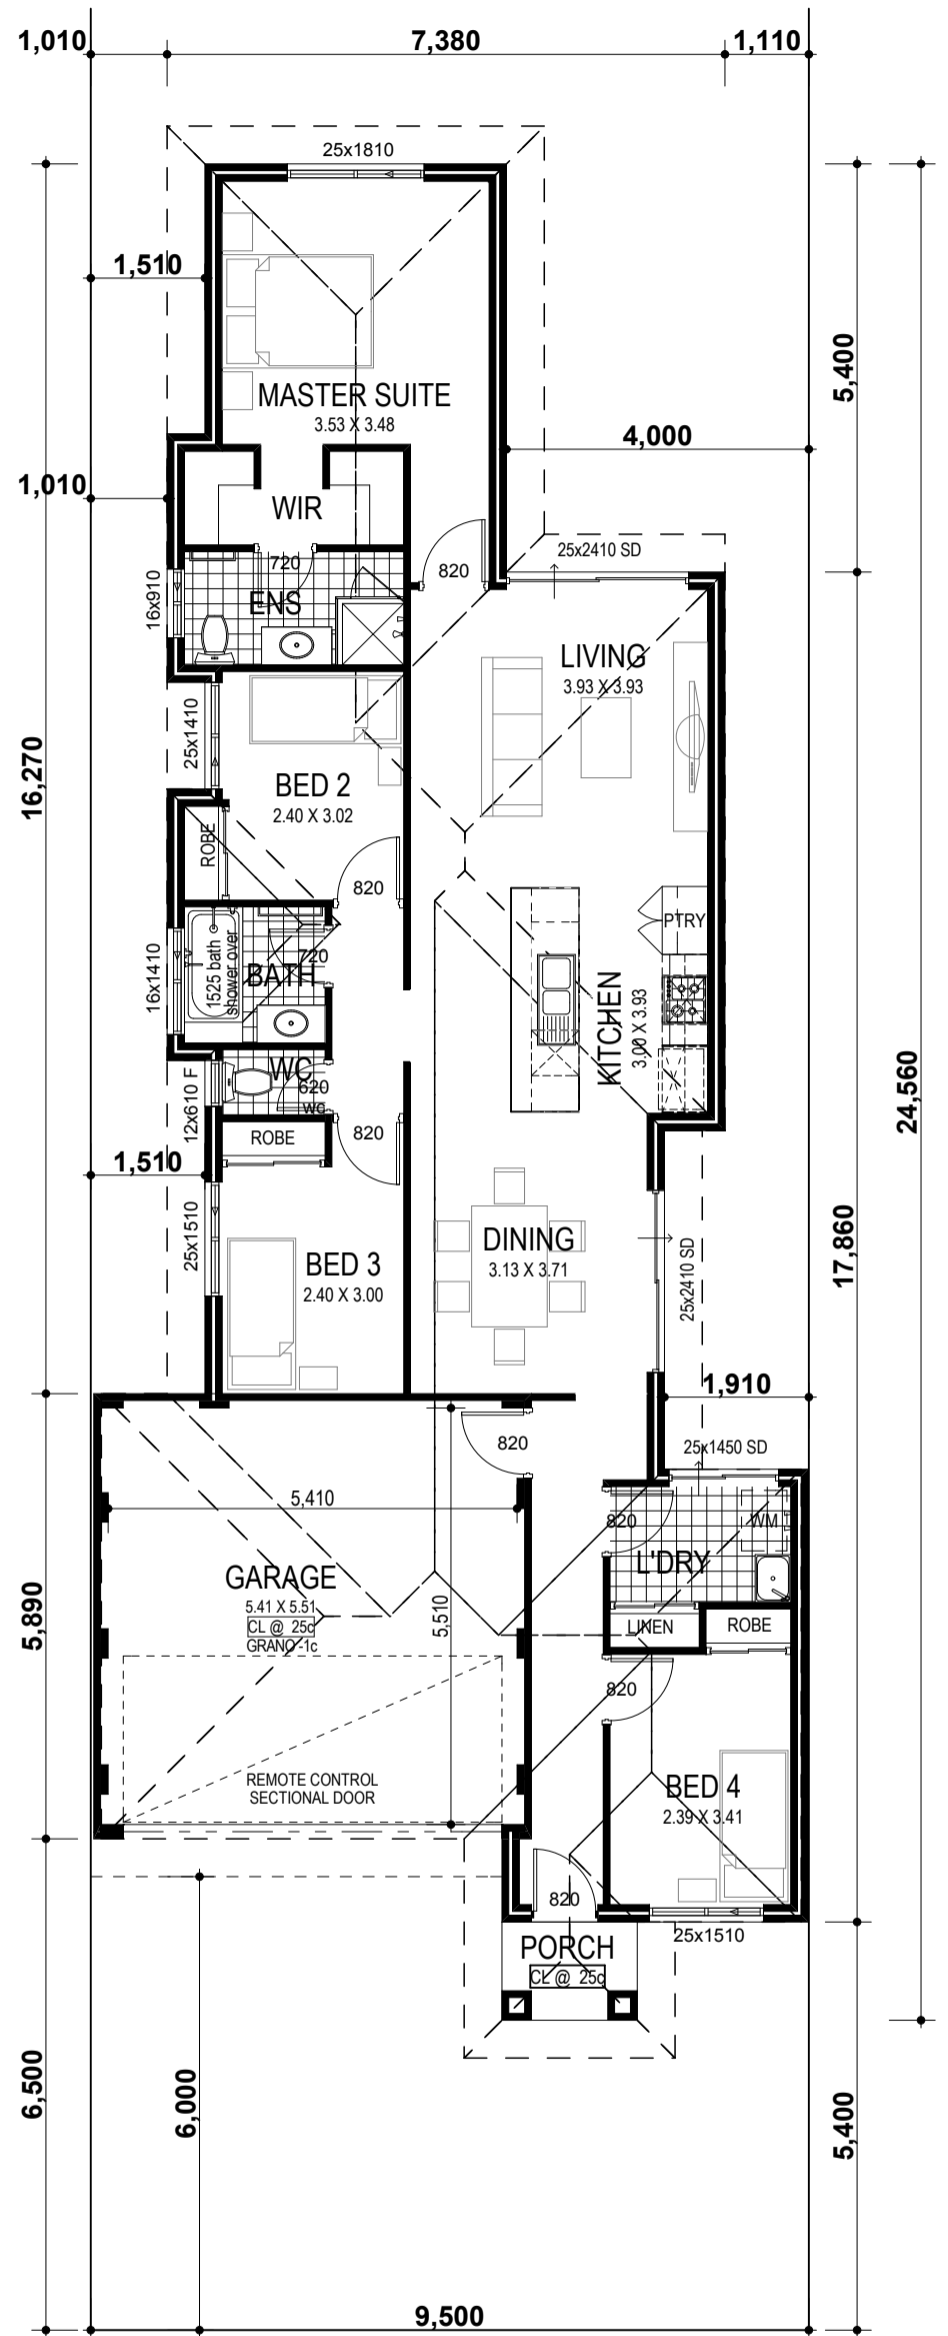 1,010
7,380
1,110
25x1810
1,510
5,400
MASTER SUITE
3.53 X 3.48
4,000
1,010
WIR
25x2410 SD
720
820
16x910
ENS
LIVING
3.93 X 3.93
25x1410
16,270
BED 2
2.40 X 3.02
ROBE
820
PTRY
1525 bath
shower over
720
BATH
16x1410
KITCHEN
3.00 X 3.93
WC
620
wc
12x610 F
24,560
ROBE
820
1,510
25x1510
DINING
3.13 X 3.71
17,860
25x2410 SD
BED 3
2.40 X 3.00
1,910
820
25x1450 SD
5,410
820
WM
L'DRY
GARAGE
5.41 X 5.51
CL @ 25c
GRANO -1c
5,510
5,890
LINEN
ROBE
820
REMOTE CONTROL
SECTIONAL DOOR
BED 4
2.39 X 3.41
820
25x1510
PORCH
CL @ 25c
6,500
6,000
5,400
9,500